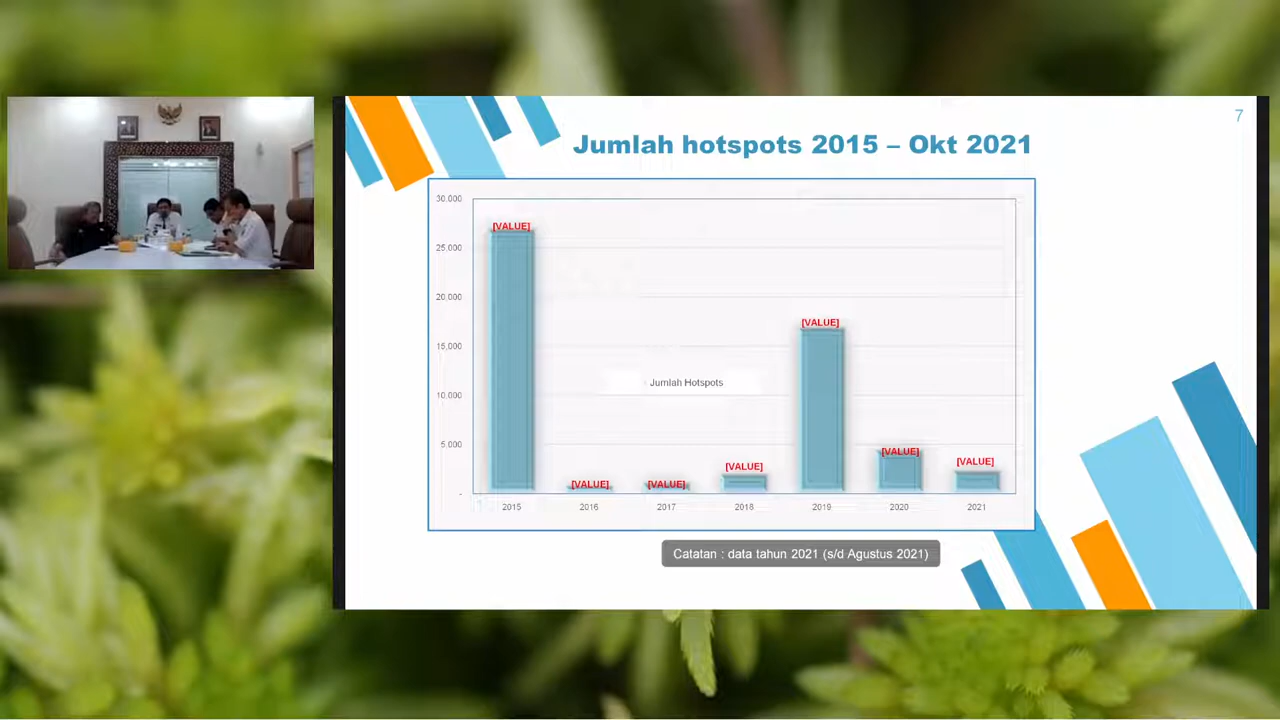 7
Jumlah hotspots 2015 – Okt 2021
30.000
25,000
20,000
15,000
10,000
5,000
-
[VALUE]
[VALUE]
[VALUE]
[VALUE]
[VALUE]
[VALUE]
[VALUE]
Jumlah Hotspots
2015 2016 2017 2018 2019 2020 2021
Catatan : data tahun 2021 (s/d Agustus 2021)